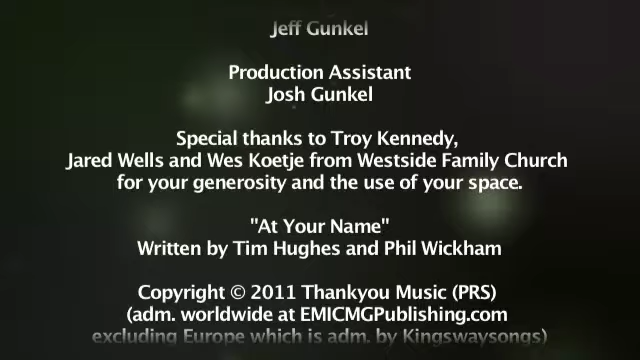 Jeff Gunkel
Production Assistant
Josh Gunkel
Special thanks to Troy Kennedy,
Jared Wells and Wes Koetje from Westside Family Church
for your generosity and the use of your space.
"At Your Name"
Written by Tim Hughes and Phil Wickham
Copyright © 2011 Thankyou Music (PRS)
(adm. worldwide at EMICMGPublishing.com
excluding Europe which is adm. by Kingswaysongs)